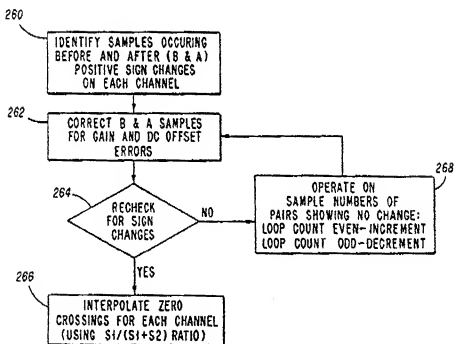 260
IDENTIFY SAMPLES OCCURING
BEFORE AND AFTER (B & A)
POSITIVE SIGN CHANGES
ON EACH CHANNEL
262
CORRECT B & A SAMPLES
FOR GAIN AND DC OFFSET
ERRORS
264
RECHECK
FOR SIGN
CHANGES
NO
268
OPERATE ON
SAMPLE NUMBERS OF
PAIRS SHOWING NO CHANGE:
LOOP COUNT EVEN-INCREMENT
LOOP COUNT ODD-DECREMENT
YES
266
INTERPOLATE ZERO
CROSSINGS FOR EACH CHANNEL
(USING S1/(S1+S2) RATIO)